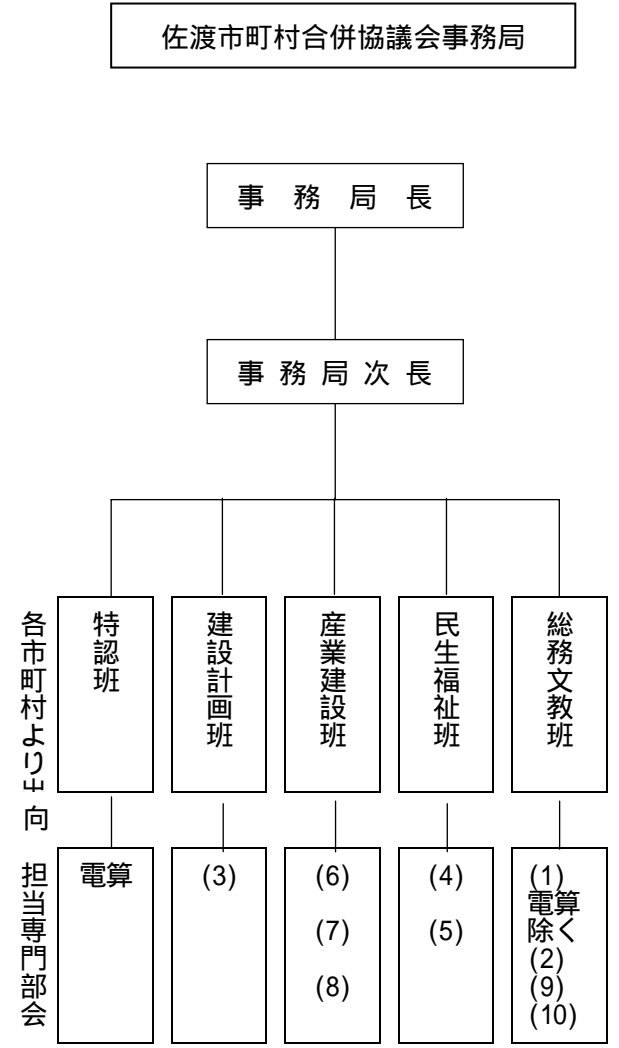 佐渡市町村合併協議会事務局
事務局長
事務局次長
各市町村より出向
特認班
建設計画班
産業建設班
民生福祉班
総務文教班
担当専門部会
電算
(3)
(6)
(7)
(8)
(4)
(5)
(1)
電算
除く
(2)
(9)
(10)